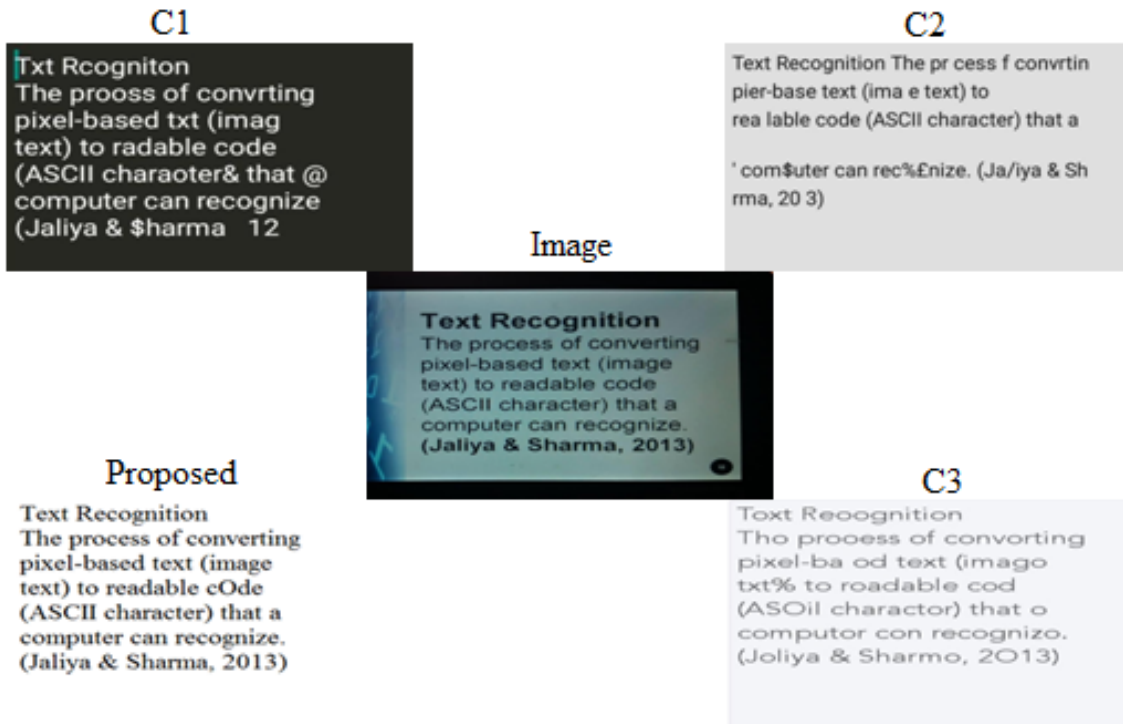 C1
Txt Rcogniton
The prooss of convrting
pixel-based txt (imag
text) to radable code
(ASCII charaoter& that @
computer can recognize
(Jaliya & $harma 12
C2
Text Recognition The pr cess f convrtin
pier-base text (ima e text) to
rea lable code (ASCII character) that a
' com$uter can rec%£nize. (Ja/iya & Sh
rma, 20 3)
Image
Text Recognition
The process of converting
pixel-based text (image
text) to readable code
(ASCII character) that a
computer can recognize.
(Jaliya & Sharma, 2013)
Proposed
Text Recognition
The process of converting
pixel-based text (image
text) to readable cOde
(ASCII character) that a
computer can recognize.
(Jaliya & Sharma, 2013)
C3
Toxt Reoognition
Tho prooess of convorting
pixel-ba od text (imago
txt% to roadable cod
(ASOil charactor) that o
computor con recognizo.
(Joliya & Sharmo, 2O13)